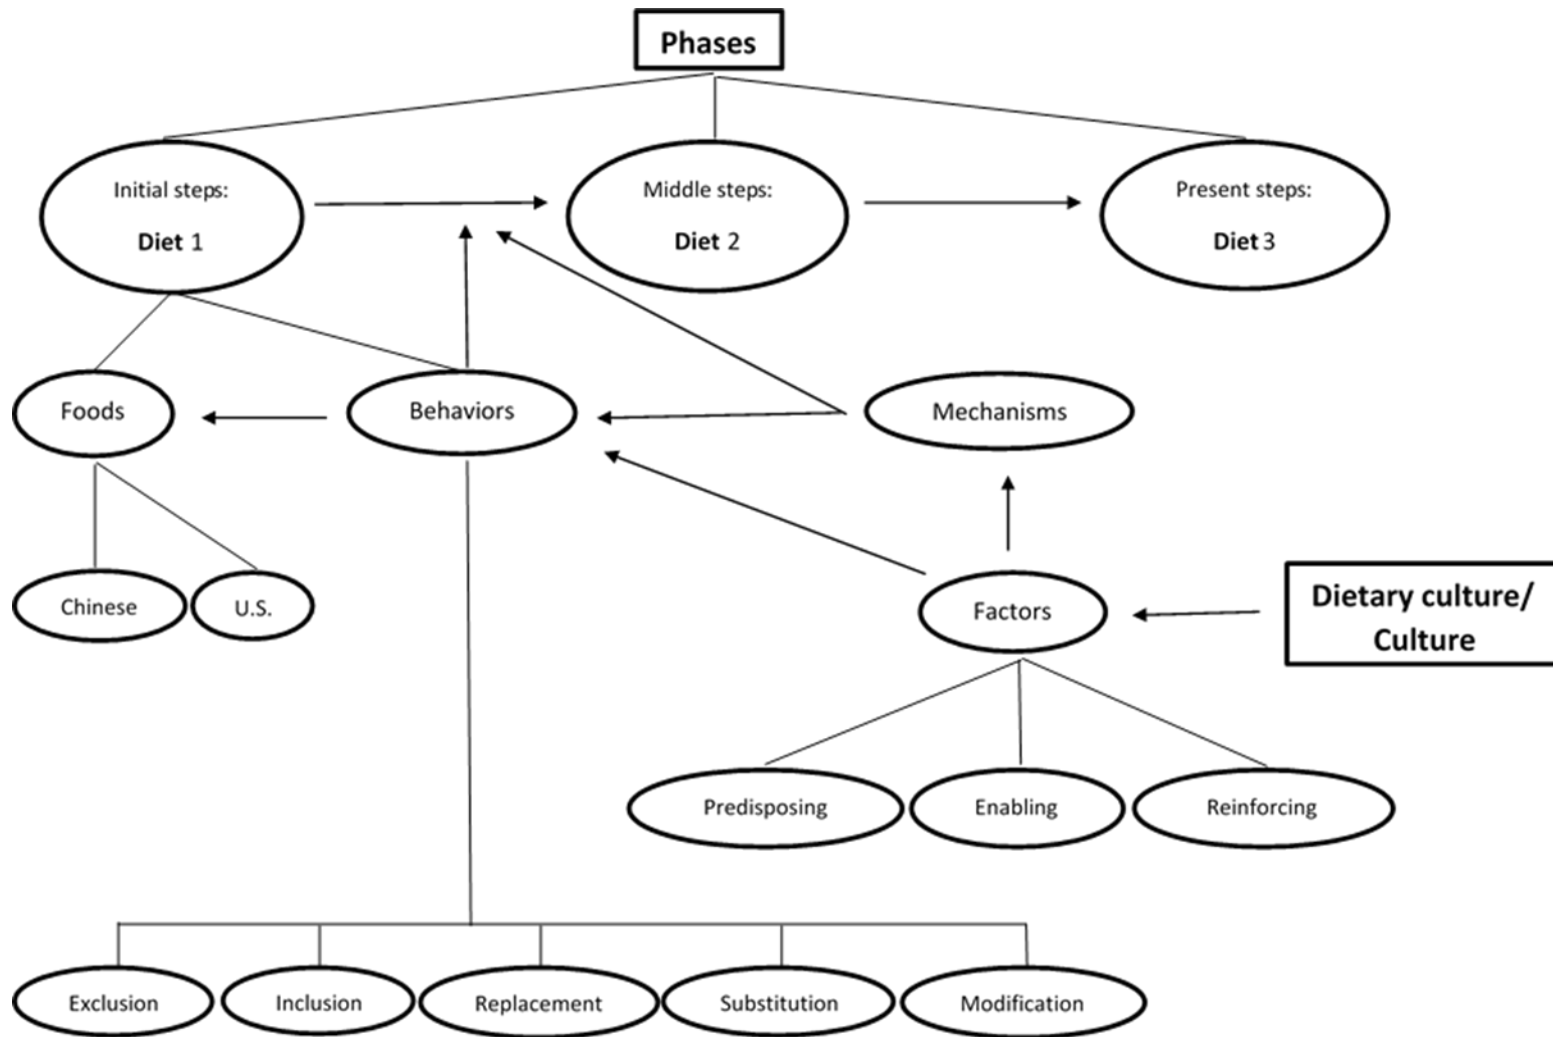 Phases
Initial steps:
Diet 1
Middle steps:
Diet 2
Present steps:
Diet 3
Foods
Behaviors
Mechanisms
Chinese
U.S.
Factors
Dietary culture/
Culture
Predisposing
Enabling
Reinforcing
Exclusion
Inclusion
Replacement
Substitution
Modification